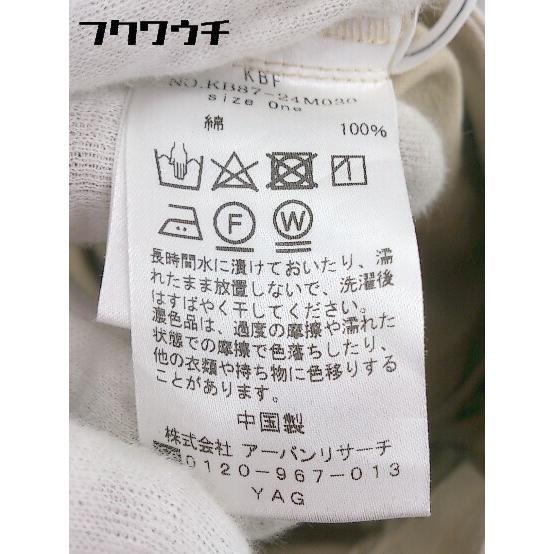 フクワウチ
KBF
NO.KB87-24M030
size One
綿 100%
F W
長時間水に漬けておいたり、濡
れたまま放置しないで、洗濯後
はすばやく干してください。
濃色品は、過度の摩擦や濡れた
状態での摩擦で色落ちしたり、
他の衣類や持ち物に色移りする
ことがあります。
中国製
株式会社 アーバンリサーチ
0120-967-013
YAG